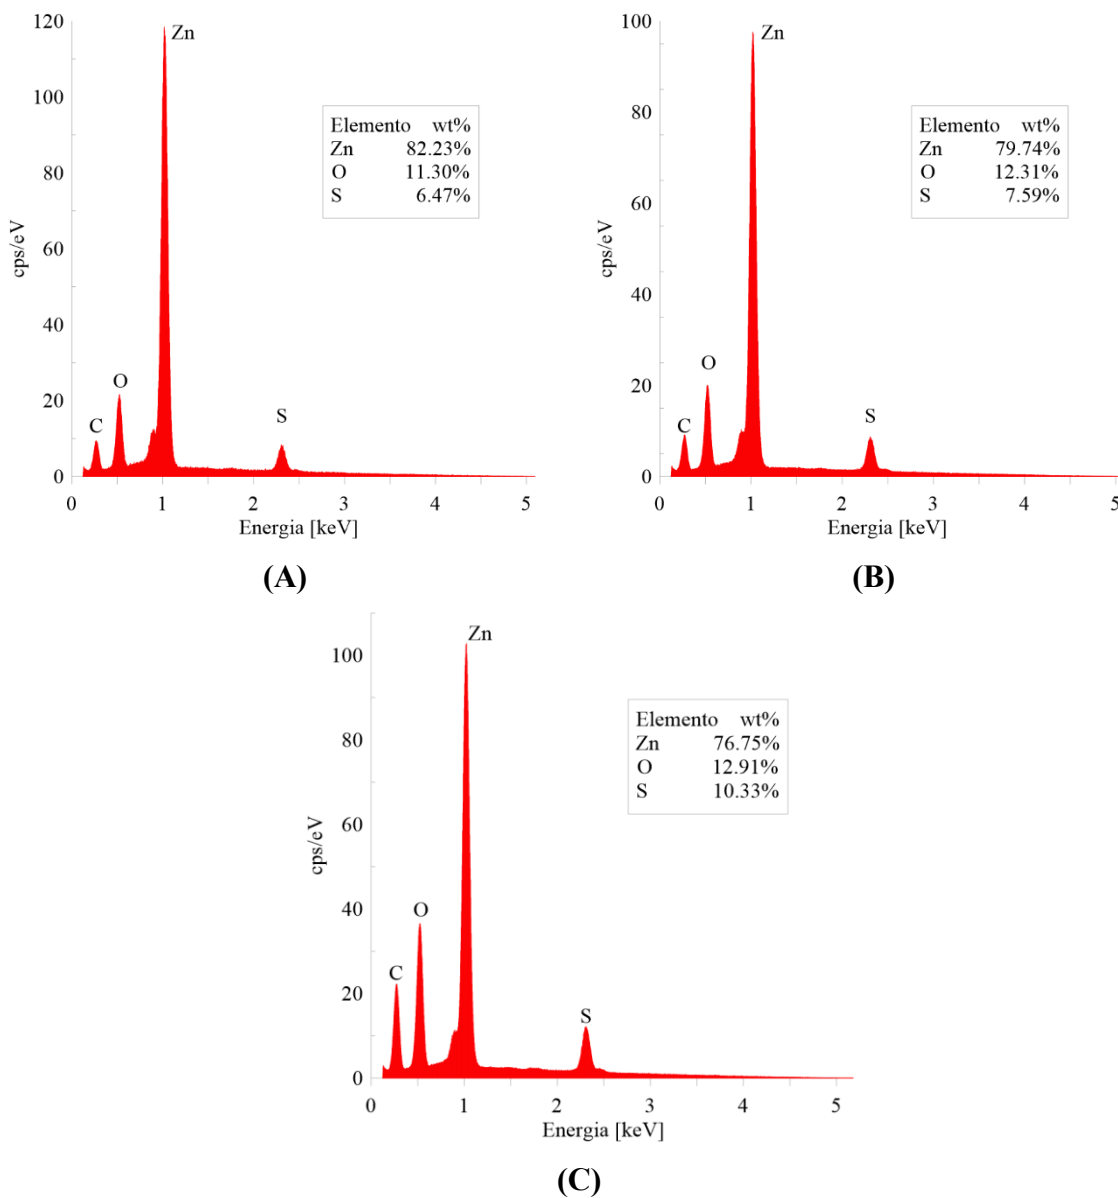 120
100
80
60
40
20
0
cps/eV
Zn
O
C
S
Elemento wt%
Zn 82.23%
O 11.30%
S 6.47%
0 1 2 3 4 5
Energia [keV]
(A)
100
80
60
40
20
0
cps/eV
Zn
O
C
S
Elemento wt%
Zn 79.74%
O 12.31%
S 7.59%
0 1 2 3 4 5
Energia [keV]
(B)
100
80
60
40
20
0
cps/eV
Zn
O
C
S
Elemento wt%
Zn 76.75%
O 12.91%
S 10.33%
0 1 2 3 4 5
Energia [keV]
(C)